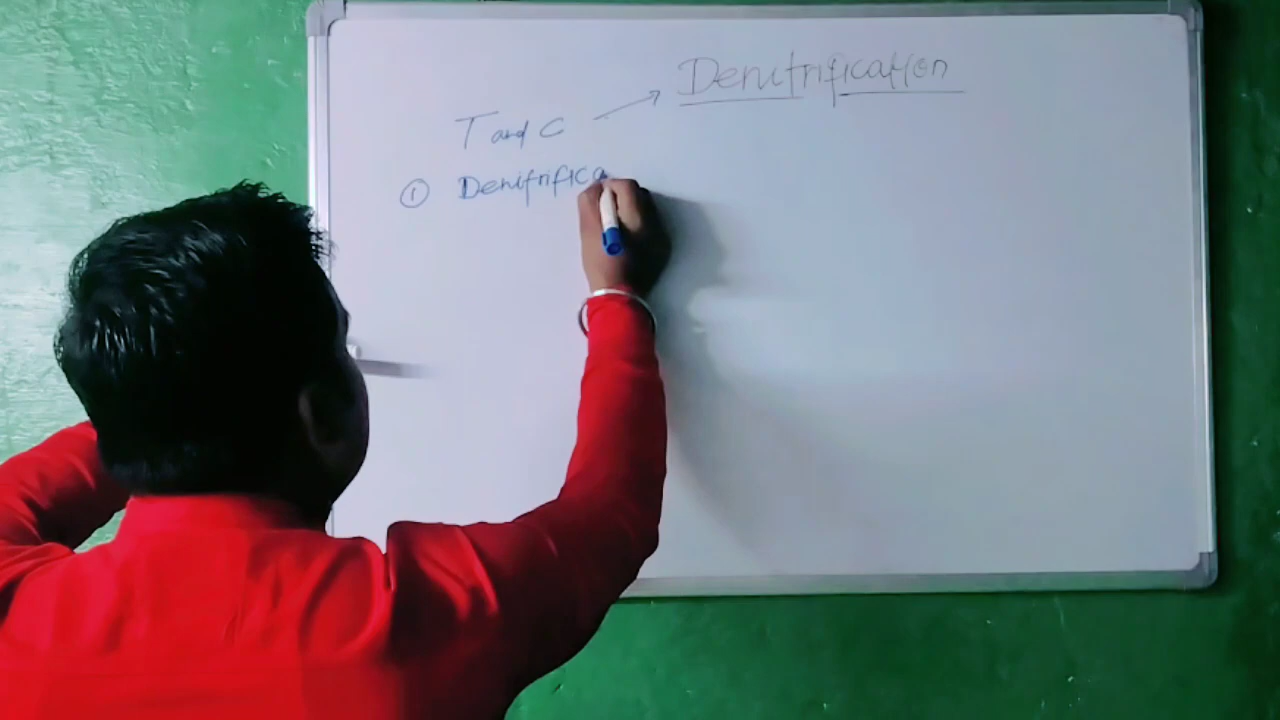 Denitrification
T and C →
① Denitrifica